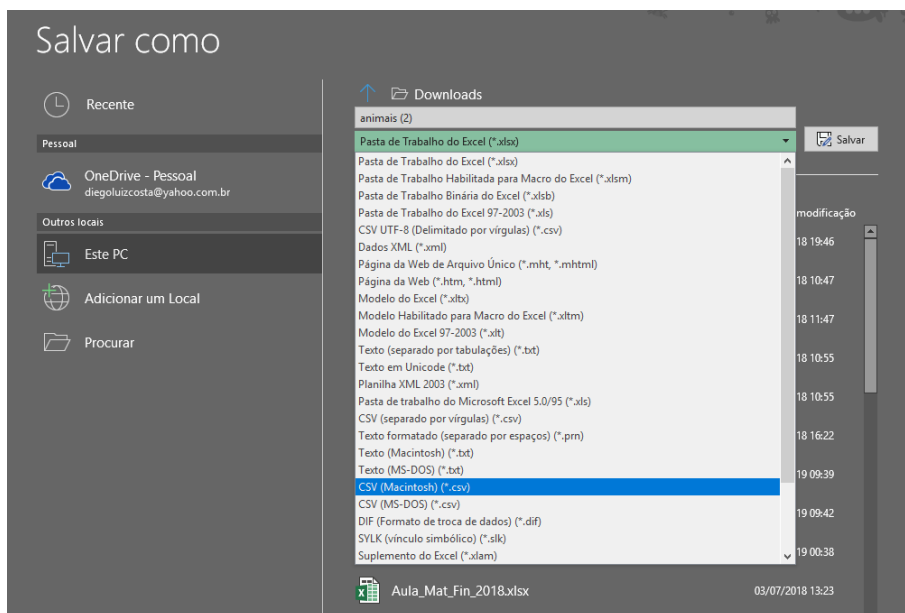 Salvar como
Recente
Pessoal
OneDrive - Pessoal
diegoluizcosta@yahoo.com.br
Outros locais
Este PC
Adicionar um Local
Procurar
Downloads
animais (2)
Pasta de Trabalho do Excel (*.xlsx)
Salvar
Pasta de Trabalho do Excel (*.xlsx)
Pasta de Trabalho Habilitada para Macro do Excel (*.xlsm)
Pasta de Trabalho Binária do Excel (*.xlsb)
Pasta de Trabalho do Excel 97-2003 (*.xls)
CSV UTF-8 (Delimitado por vírgulas) (*.csv)
Dados XML (*.xml)
Página da Web de Arquivo Único (*.mht, *.mhtml)
Página da Web (*.htm, *.html)
Modelo do Excel (*.xltx)
Modelo Habilitado para Macro do Excel (*.xltm)
Modelo do Excel 97-2003 (*.xlt)
Texto (separado por tabulações) (*.txt)
Texto em Unicode (*.txt)
Planilha XML 2003 (*.xml)
Pasta de trabalho do Microsoft Excel 5.0/95 (*.xls)
CSV (separado por vírgulas) (*.csv)
Texto formatado (separado por espaços) (*.prn)
Texto (Macintosh) (*.txt)
Texto (MS-DOS) (*.txt)
CSV (Macintosh) (*.csv)
CSV (MS-DOS) (*.csv)
DIF (Formato de troca de dados) (*.dif)
SYLK (vínculo simbólico) (*.slk)
Suplemento do Excel (*.xlam)
modificação
18 19:46
18 10:47
18 11:47
18 10:55
18 10:55
18 16:22
19 09:39
19 09:42
19 00:38
Aula_Mat_Fin_2018.xlsx 03/07/2018 13:23